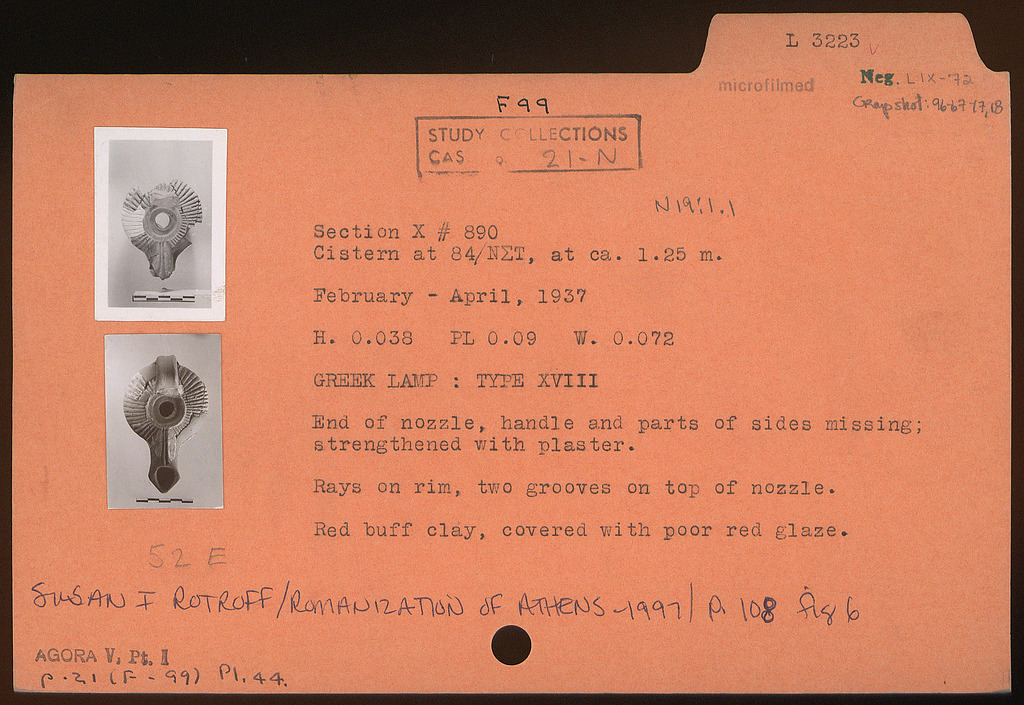 L 3223 v
microfilmed
Neg. LIX-72
Group shot: 96-67-17,18
F 99
STUDY COLLECTIONS
CAS 21-N
N19:1.1
Section X # 890
Cistern at 84/ΝΣΤ, at ca. 1.25 m.
February - April, 1937
H. 0.038 PL 0.09 W. 0.072
GREEK LAMP : TYPE XVIII
End of nozzle, handle and parts of sides missing;
strengthened with plaster.
Rays on rim, two grooves on top of nozzle.
Red buff clay, covered with poor red glaze.
52 E
SUSAN I ROTROFF/ROMANIZATION OF ATHENS-1997/ p. 108 fig 6
AGORA V, Pt. I
p. 21 (F-99) Pl. 44.